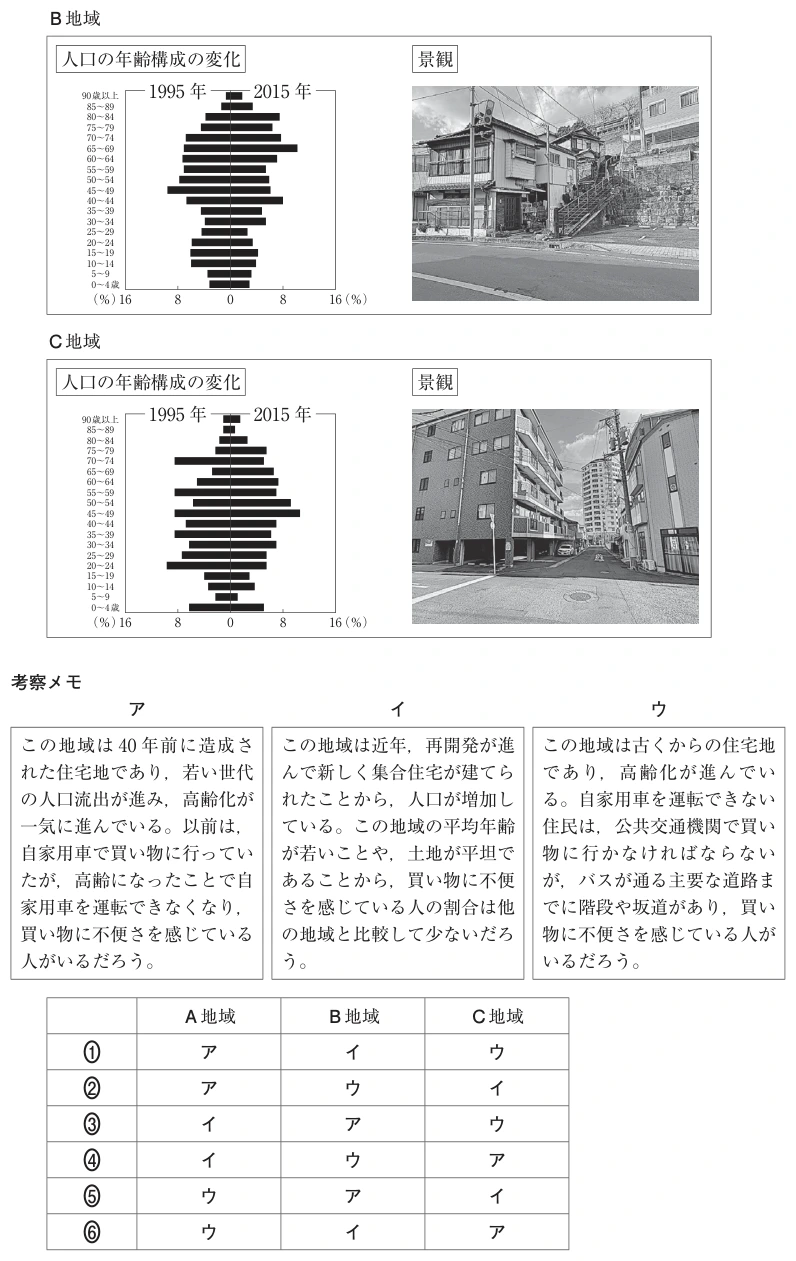 B地域
人口の年齢構成の変化
景観
1995年 2015年
90歳以上
85~89
80~84
75~79
70~74
65~69
60~64
55~59
50~54
45~49
40~44
35~39
30~34
25~29
20~24
15~19
10~14
5~9
0~4歳
(%)16 8 0 8 16(%)
C地域
人口の年齢構成の変化
景観
1995年 2015年
90歳以上
85~89
80~84
75~79
70~74
65~69
60~64
55~59
50~54
45~49
40~44
35~39
30~34
25~29
20~24
15~19
10~14
5~9
0~4歳
(%)16 8 0 8 16(%)
考察メモ
ア
この地域は40年前に造成さ
れた住宅地であり，若い世代
の人口流出が進み，高齢化が
一気に進んでいる。以前は，
自家用車で買い物に行ってい
たが，高齢になったことで自
家用車を運転できなくなり，
買い物に不便さを感じている
人がいるだろう。
イ
この地域は近年，再開発が進
んで新しく集合住宅が建てら
れたことから，人口が増加し
ている。この地域の平均年齢
が若いことや，土地が平坦で
あることから，買い物に不便
さを感じている人の割合は他
の地域と比較して少ないだろ
う。
ウ
この地域は古くからの住宅地
であり，高齢化が進んでい
る。自家用車を運転できない
住民は，公共交通機関で買い
物に行かなければならない
が，バスが通る主要な道路ま
でに階段や坂道があり，買い
物に不便さを感じている人が
いるだろう。
A地域 B地域 C地域
① ア イ ウ
② ア ウ イ
③ イ ア ウ
④ イ ウ ア
⑤ ウ ア イ
⑥ ウ イ ア